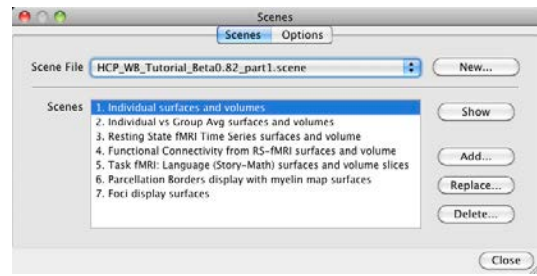 Scenes
Scenes Options
Scene File HCP_WB_Tutorial_Beta0.82_part1.scene New...
Scenes
1. Individual surfaces and volumes
2. Individual vs Group Avg surfaces and volumes
3. Resting State fMRI Time Series surfaces and volume
4. Functional Connectivity from RS-fMRI surfaces and volume
5. Task fMRI: Language (Story-Math) surfaces and volume slices
6. Parcellation Borders display with myelin map surfaces
7. Foci display surfaces
Show
Add...
Replace...
Delete...
Close